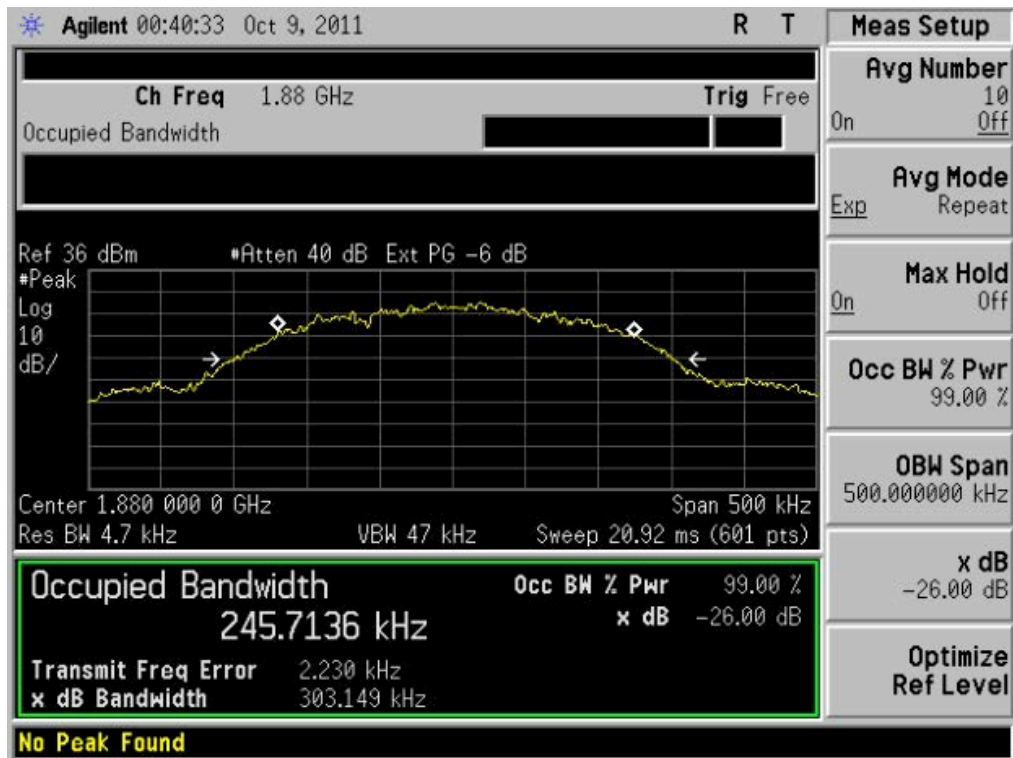 Agilent 00:40:33 Oct 9, 2011 R T
Meas Setup
Ch Freq 1.88 GHz Trig Free
Occupied Bandwidth
Ref 36 dBm #Atten 40 dB Ext PG -6 dB
#Peak
Log
10
dB/
Center 1.880 000 0 GHz Span 500 kHz
Res BW 4.7 kHz VBW 47 kHz Sweep 20.92 ms (601 pts)
Occupied Bandwidth Occ BW % Pwr 99.00 %
245.7136 kHz x dB -26.00 dB
Transmit Freq Error 2.230 kHz
x dB Bandwidth 303.149 kHz
No Peak Found
Avg Number
10
On Off
Avg Mode
Exp Repeat
Max Hold
On Off
Occ BW % Pwr
99.00 %
OBW Span
500.000000 kHz
x dB
-26.00 dB
Optimize
Ref Level